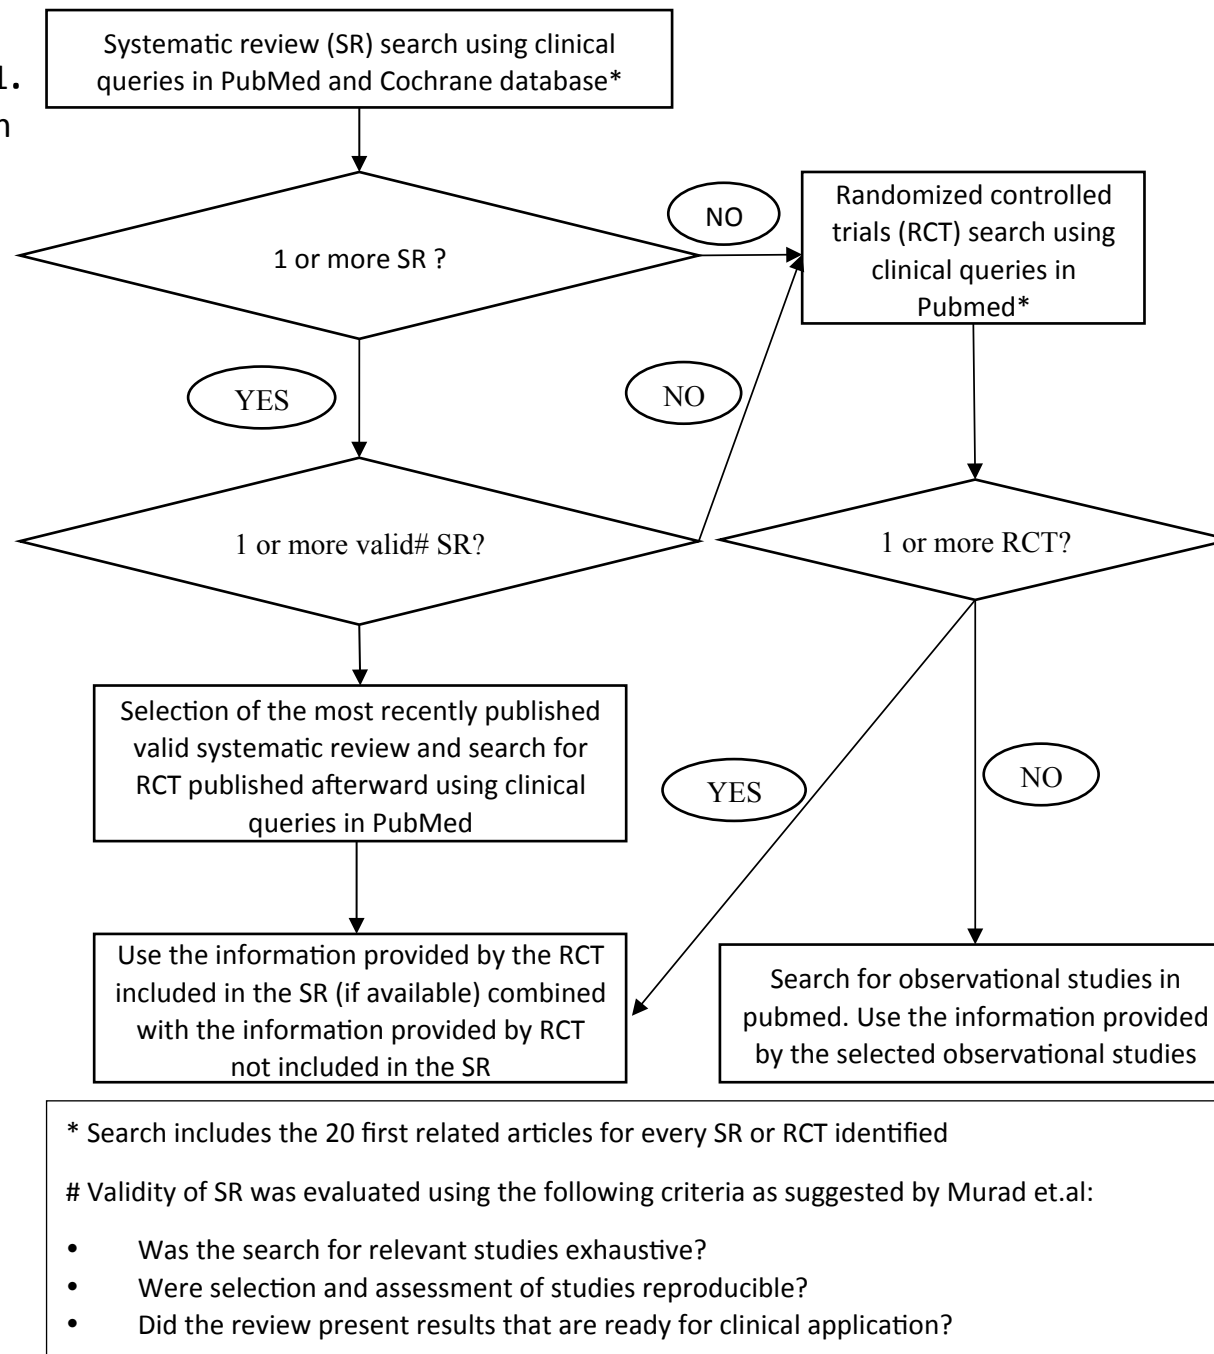 Systematic review (SR) search using clinical
queries in PubMed and Cochrane database*
1.
n
1 or more SR ?
NO
Randomized controlled
trials (RCT) search using
clinical queries in
Pubmed*
YES
NO
1 or more valid# SR?
1 or more RCT?
Selection of the most recently published
valid systematic review and search for
RCT published afterward using clinical
queries in PubMed
YES
NO
Use the information provided by the RCT
included in the SR (if available) combined
with the information provided by RCT
not included in the SR
Search for observational studies in
pubmed. Use the information provided
by the selected observational studies
* Search includes the 20 first related articles for every SR or RCT identified
# Validity of SR was evaluated using the following criteria as suggested by Murad et.al:
• Was the search for relevant studies exhaustive?
• Were selection and assessment of studies reproducible?
• Did the review present results that are ready for clinical application?